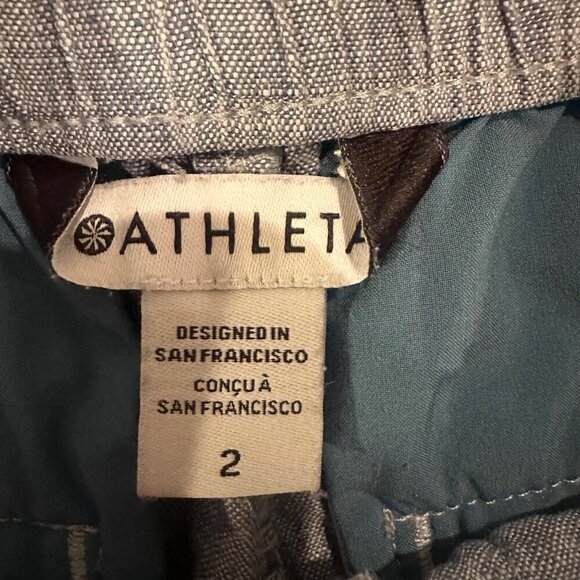 ATHLETA
DESIGNED IN
SAN FRANCISCO
CONÇU À
SAN FRANCISCO
2